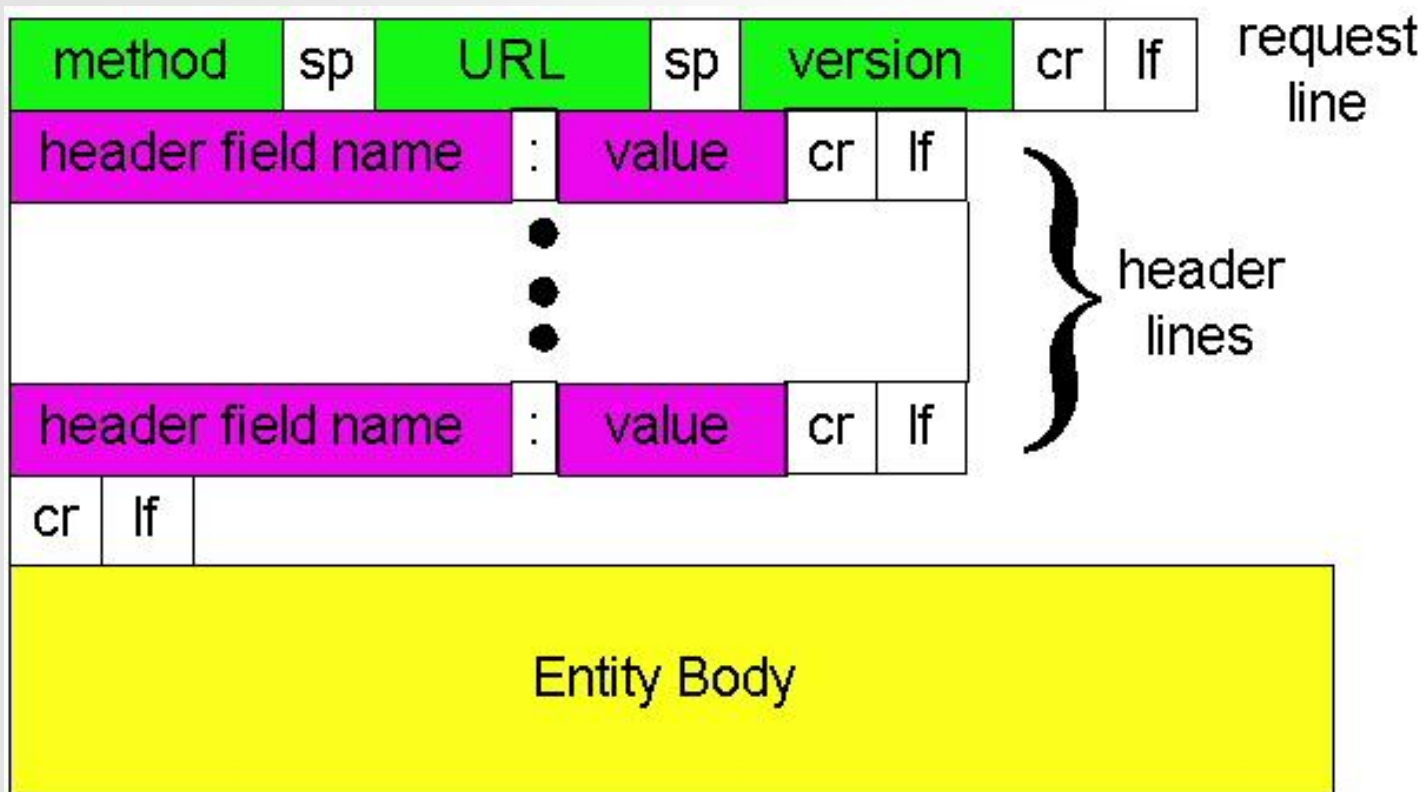 method sp URL sp version cr lf
request
line
header field name : value cr lf
header
lines
header field name : value cr lf
cr lf
Entity Body